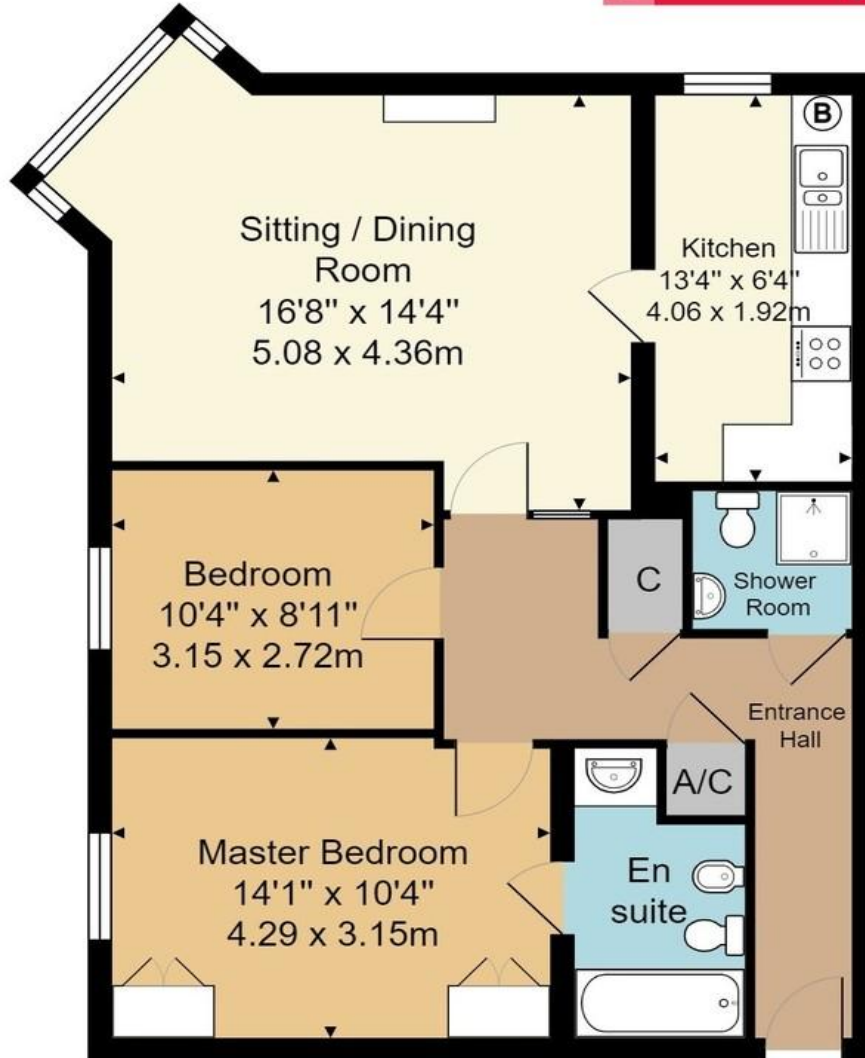 B
Sitting / Dining
Room
16'8" x 14'4"
5.08 x 4.36m
Kitchen
13'4" x 6'4"
4.06 x 1.92m
Bedroom
10'4" x 8'11"
3.15 x 2.72m
C
Shower
Room
Entrance
Hall
A/C
Master Bedroom
14'1" x 10'4"
4.29 x 3.15m
En
suite